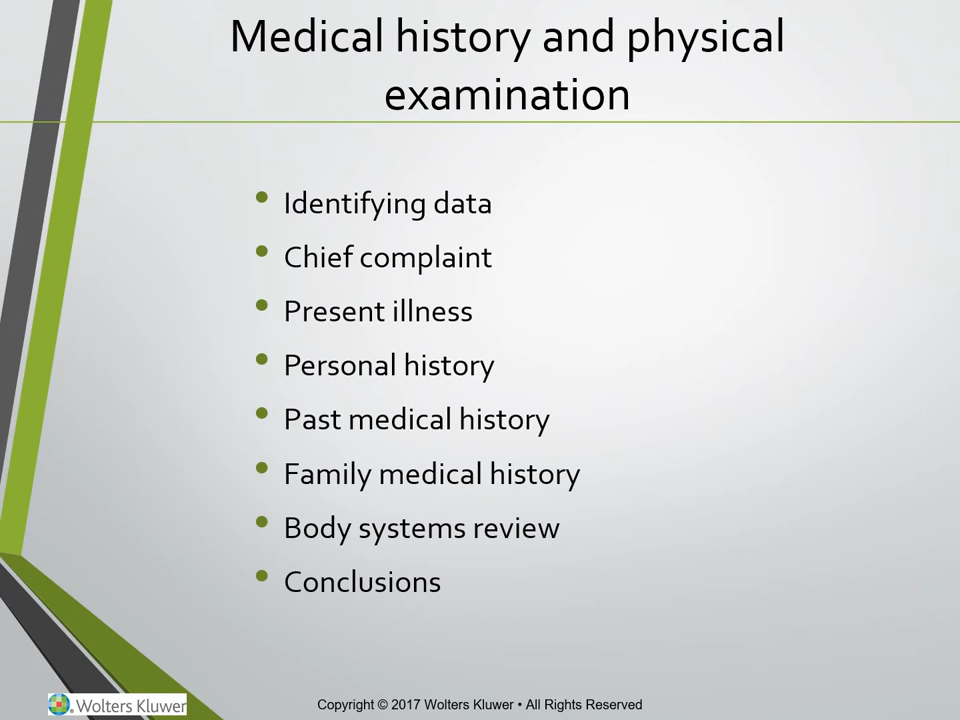 Medical history and physical
examination
• Identifying data
• Chief complaint
• Present illness
• Personal history
• Past medical history
• Family medical history
• Body systems review
• Conclusions
Wolters Kluwer
Copyright © 2017 Wolters Kluwer • All Rights Reserved